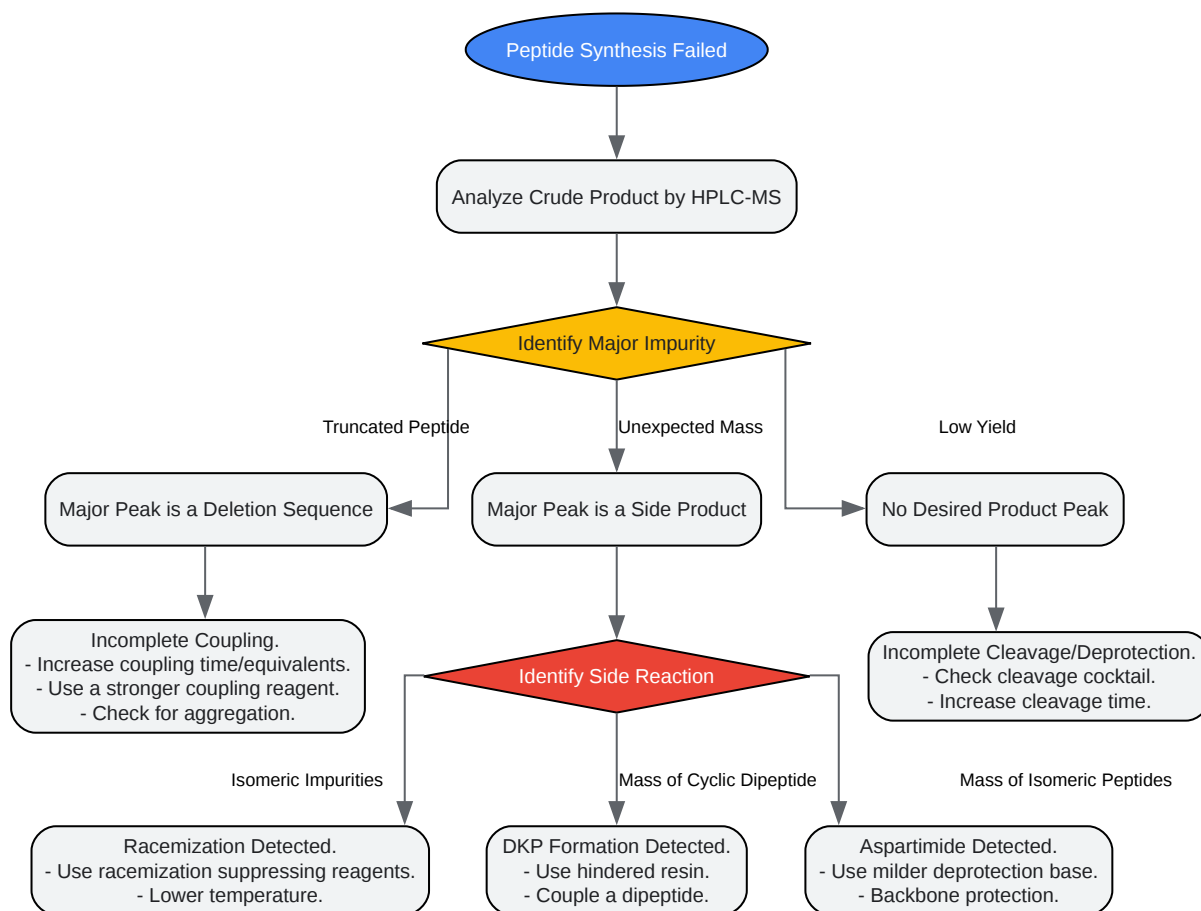 Peptide Synthesis Failed
Analyze Crude Product by HPLC-MS
Identify Major Impurity
Truncated Peptide
Unexpected Mass
Low Yield
Major Peak is a Deletion Sequence
Major Peak is a Side Product
No Desired Product Peak
Incomplete Coupling.
- Increase coupling time/equivalents.
- Use a stronger coupling reagent.
- Check for aggregation.
Identify Side Reaction
Incomplete Cleavage/Deprotection.
- Check cleavage cocktail.
- Increase cleavage time.
Isomeric Impurities
Mass of Cyclic Dipeptide
Mass of Isomeric Peptides
Racemization Detected.
- Use racemization suppressing reagents.
- Lower temperature.
DKP Formation Detected.
- Use hindered resin.
- Couple a dipeptide.
Aspartimide Detected.
- Use milder deprotection base.
- Backbone protection.